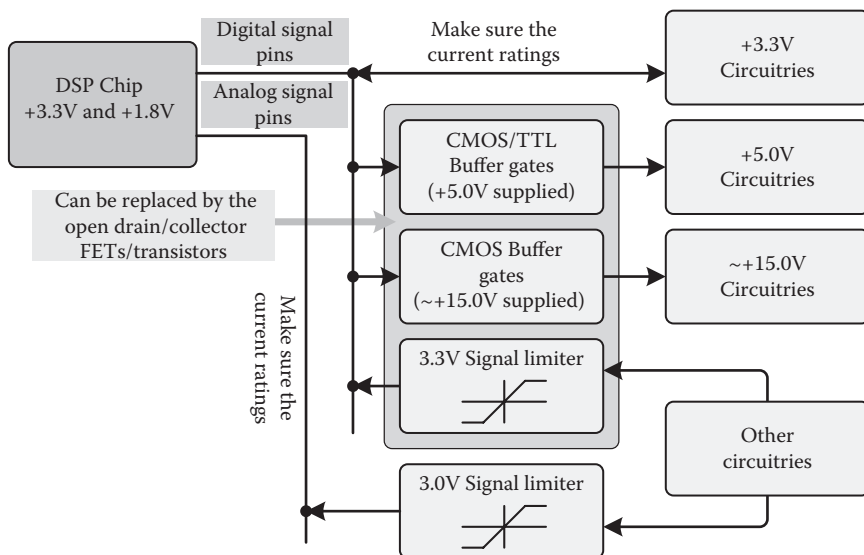 Digital signal
pins
Make sure the
current ratings
+3.3V
Circuitries
DSP Chip
+3.3V and +1.8V
Analog signal
pins
CMOS/TTL
Buffer gates
(+5.0V supplied)
+5.0V
Circuitries
Can be replaced by the
open drain/collector
FETs/transistors
CMOS Buffer
gates
(~+15.0V supplied)
~+15.0V
Circuitries
Make sure the
current ratings
3.3V Signal limiter
Other
circuitries
3.0V Signal limiter